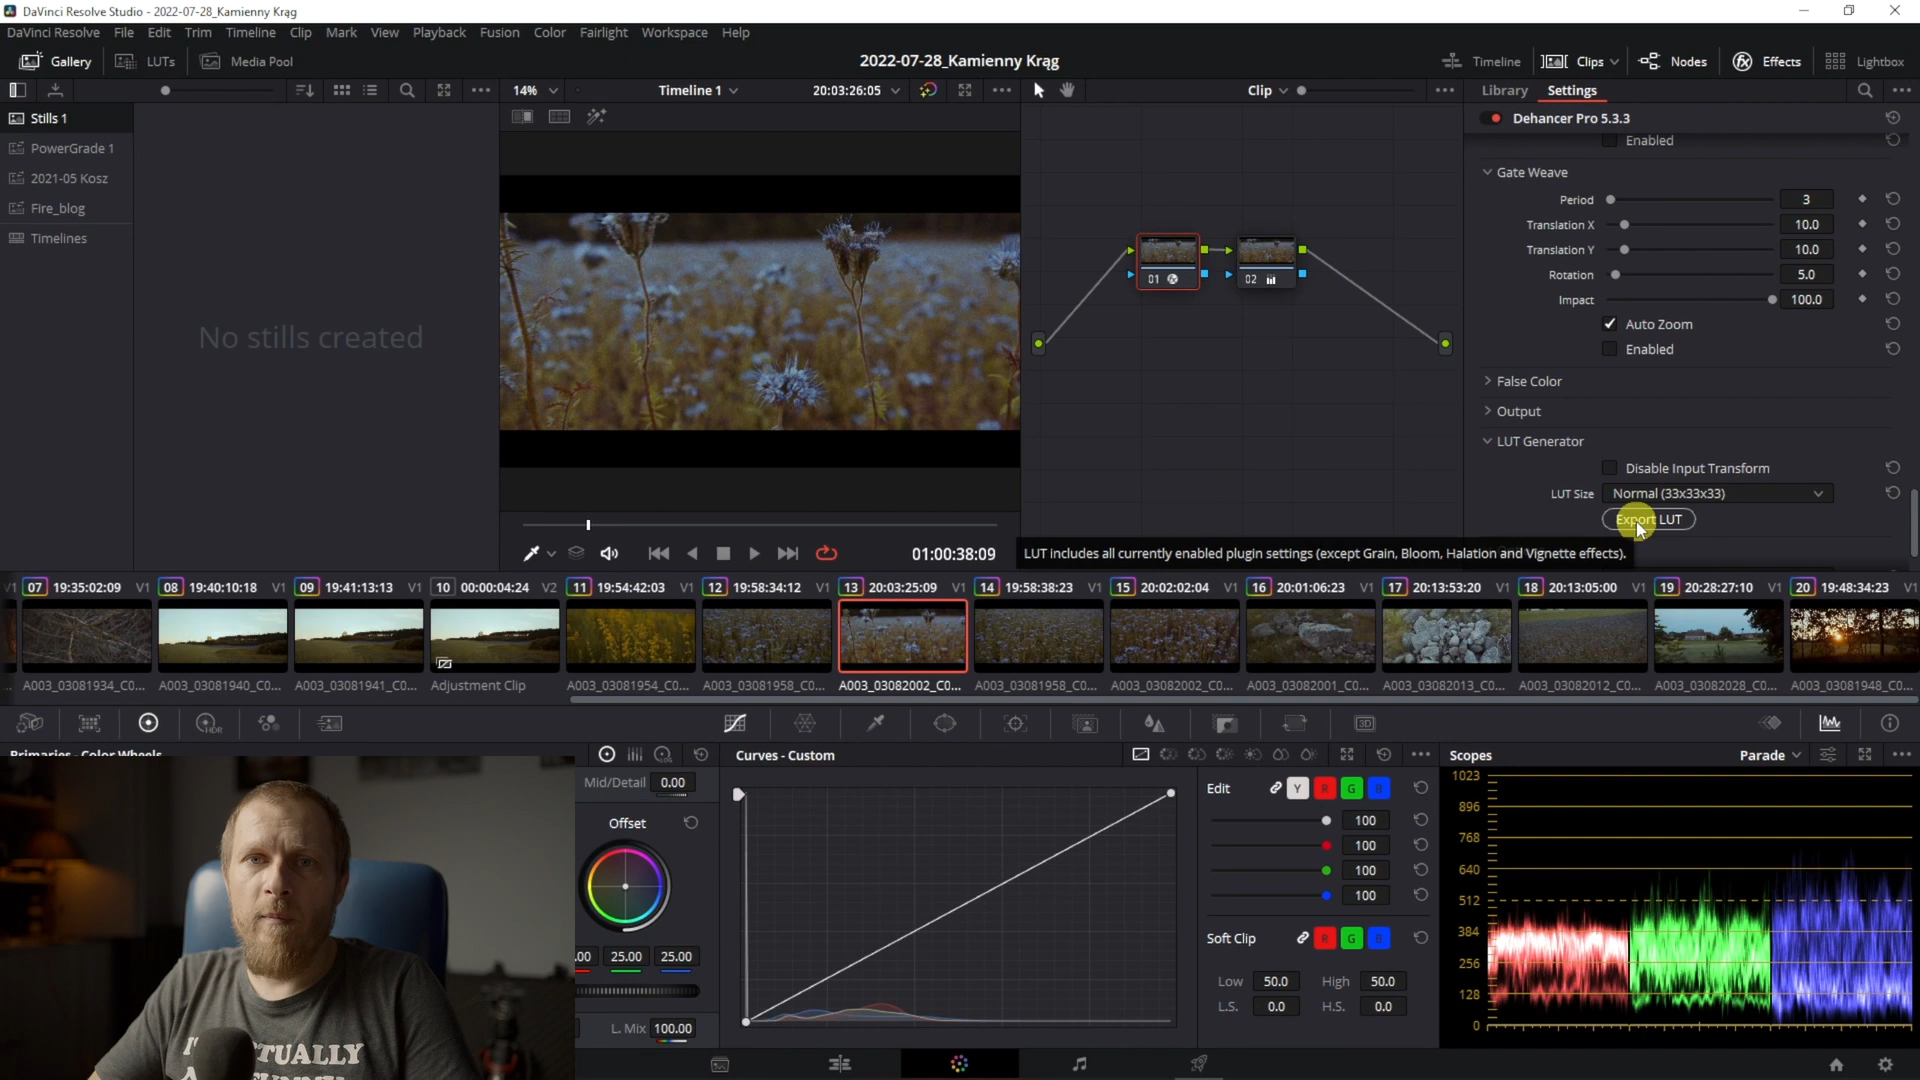 DaVinci Resolve Studio - 2022-07-28_Kamienny Krąg
DaVinci Resolve File Edit Trim Timeline Clip Mark View Playback Fusion Color Fairlight Workspace Help
Gallery LUTs Media Pool 2022-07-28_Kamienny Krąg Timeline Clips Nodes Effects Lightbox
14% Timeline 1 20:03:26:05 Clip Library Settings
Stills 1
PowerGrade 1
2021-05 Kosz
Fire_blog
Timelines
No stills created
01 02
Dehancer Pro 5.3.3
Enabled
Gate Weave
Period 3
Translation X 10.0
Translation Y 10.0
Rotation 5.0
Impact 100.0
Auto Zoom
Enabled
False Color
Output
LUT Generator
Disable Input Transform
LUT Size Normal (33x33x33)
Export LUT
01:00:38:09
LUT includes all currently enabled plugin settings (except Grain, Bloom, Halation and Vignette effects).
V1 07 19:35:02:09 V1 08 19:40:10:18 V1 09 19:41:13:13 V1 10 00:00:04:24 V2 11 19:54:42:03 V1 12 19:58:34:12 V1 13 20:03:25:09 V1 14 19:58:38:23 V1 15 20:02:02:04 V1 16 20:01:06:23 V1 17 20:13:53:20 V1 18 20:13:05:00 V1 19 20:28:27:10 V1 20 19:48:34:23 V1
... A003_03081934_C0... A003_03081940_C0... A003_03081941_C0... Adjustment Clip A003_03081954_C0... A003_03081958_C0... A003_03082002_C0... A003_03081958_C0... A003_03082002_C0... A003_03082001_C0... A003_03082013_C0... A003_03082012_C0... A003_03082028_C0... A003_03081948_C0...
HDR 3D
Primaries - Color Wheels LOG Curves - Custom Scopes Parade
Mid/Detail 0.00
Offset
.00 25.00 25.00
L. Mix 100.00
Edit Y R G B
100
100
100
100
Soft Clip R G B
Low 50.0 High 50.0
L.S. 0.0 H.S. 0.0
1023
896
768
640
512
384
256
128
0
TUALLY